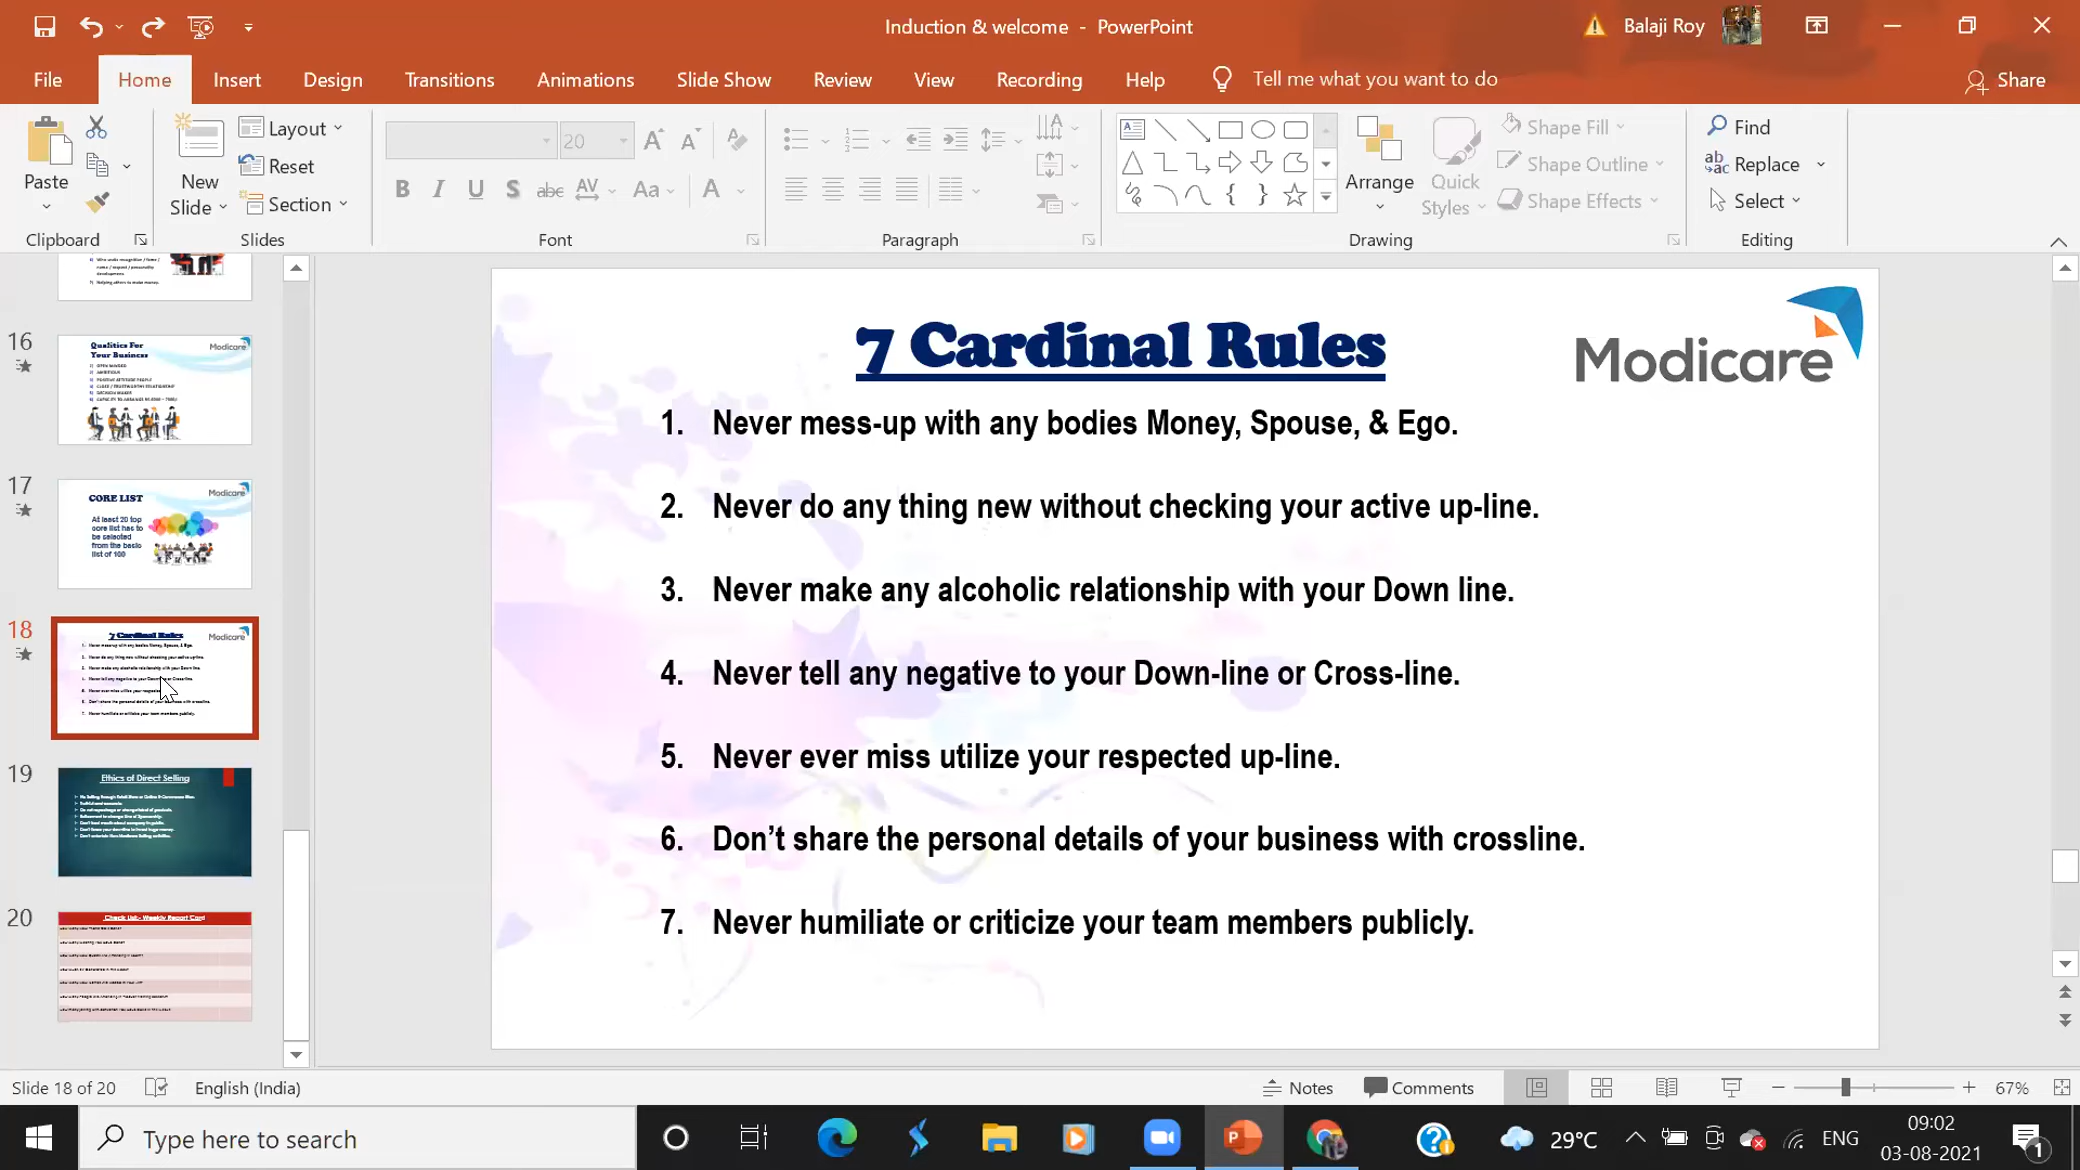 Induction & welcome - PowerPoint
Balaji Roy
File Home Insert Design Transitions Animations Slide Show Review View Recording Help Tell me what you want to do Share
Paste
Clipboard
New Slide
Layout
Reset
Section
Slides
20
Font
Paragraph
Arrange
Quick Styles
Shape Fill
Shape Outline
Shape Effects
Drawing
Find
Replace
Select
Editing
16
Qualities For
Your Business
Modicare
17
CORE LIST
Modicare
At least 20 top
core list has to
be selected
from the basic
list of 100
18
7 Cardinal Rules
Modicare
19
Ethics of Direct Selling
20
Check List- Weekly Report Card
7 Cardinal Rules
Modicare
1. Never mess-up with any bodies Money, Spouse, & Ego.
2. Never do any thing new without checking your active up-line.
3. Never make any alcoholic relationship with your Down line.
4. Never tell any negative to your Down-line or Cross-line.
5. Never ever miss utilize your respected up-line.
6. Don't share the personal details of your business with crossline.
7. Never humiliate or criticize your team members publicly.
Slide 18 of 20 English (India) Notes Comments 67%
Type here to search
29°C ENG
09:02
03-08-2021
1